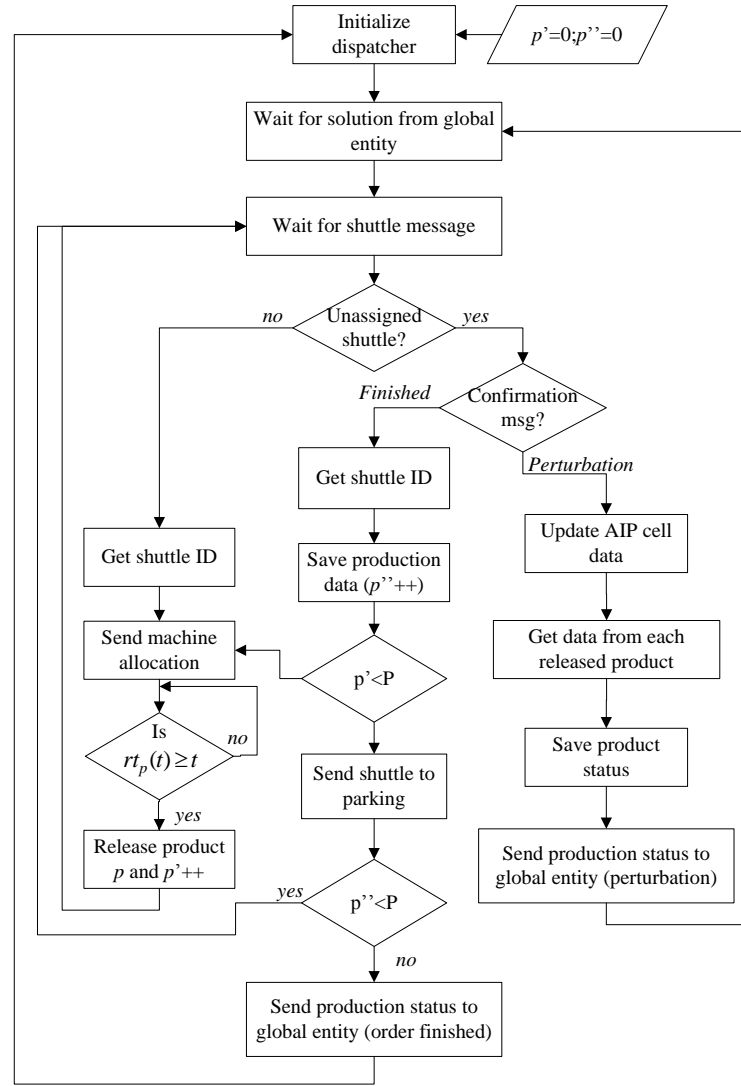 Initialize
dispatcher
p’=0;p’’=0
Wait for solution from global
entity
Wait for shuttle message
Unassigned
shuttle?
no
yes
Confirmation
msg?
Finished
Perturbation
Get shuttle ID
Update AIP cell
data
Get shuttle ID
Save production
data (p’’++)
Send machine
allocation
Get data from each
released product
p’<P
Is
rtp(t) ≥ t
no
yes
Save product
status
Send shuttle to
parking
Release product
p and p’++
Send production status to
global entity (perturbation)
p’’<P
yes
no
Send production status to
global entity (order finished)